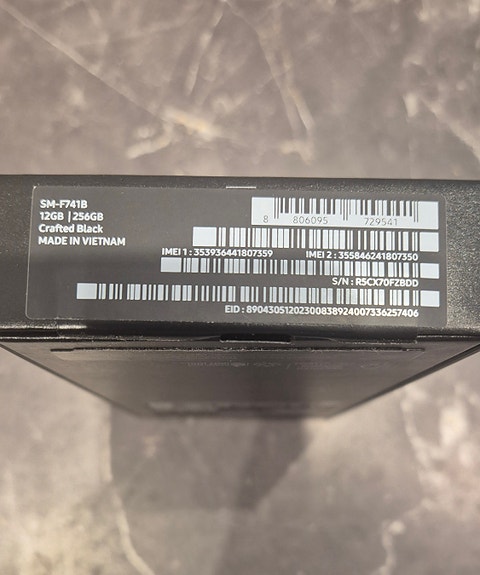 SM-F741B
12GB | 256GB
Crafted Black
MADE IN VIETNAM
8 806095 729541
IMEI 1 : 353936441807359
IMEI 2 : 355846241807350
S/N : R5CX70FZBDD
EID : 89043051202300838924007336257406